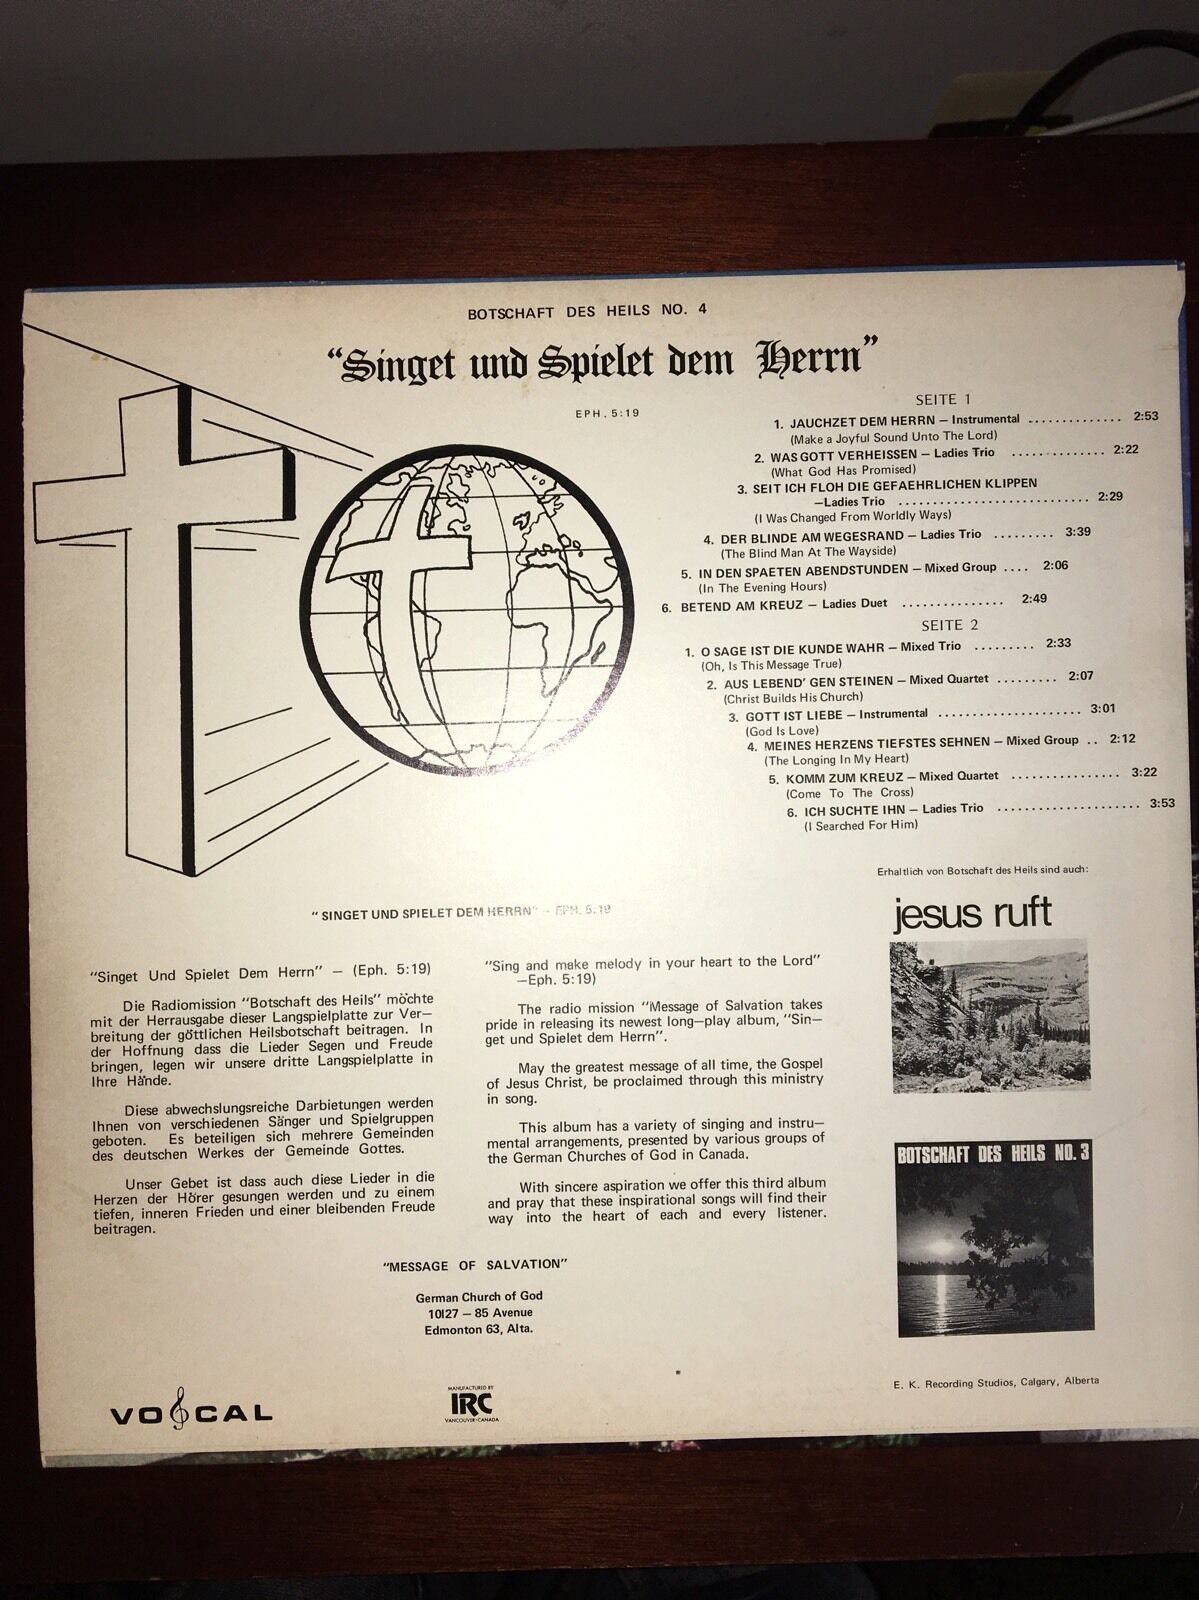 BOTSCHAFT DES HEILS NO. 4
“Singet und Spielet dem Herrn”
EPH. 5:19
SEITE 1
1. JAUCHZET DEM HERRN – Instrumental .............. 2:53
(Make a Joyful Sound Unto The Lord)
2. WAS GOTT VERHEISSEN – Ladies Trio .............. 2:22
(What God Has Promised)
3. SEIT ICH FLOH DIE GEFAEHRLICHEN KLIPPEN
–Ladies Trio ............................. 2:29
(I Was Changed From Worldly Ways)
4. DER BLINDE AM WEGESRAND – Ladies Trio ......... 3:39
(The Blind Man At The Wayside)
5. IN DEN SPAETEN ABENDSTUNDEN – Mixed Group .... 2:06
(In The Evening Hours)
6. BETEND AM KREUZ – Ladies Duet ............... 2:49
SEITE 2
1. O SAGE IST DIE KUNDE WAHR – Mixed Trio ......... 2:33
(Oh, Is This Message True)
2. AUS LEBEND' GEN STEINEN – Mixed Quartet ......... 2:07
(Christ Builds His Church)
3. GOTT IST LIEBE – Instrumental ...................... 3:01
(God Is Love)
4. MEINES HERZENS TIEFSTES SEHNEN – Mixed Group .. 2:12
(The Longing In My Heart)
5. KOMM ZUM KREUZ – Mixed Quartet ................ 3:22
(Come To The Cross)
6. ICH SUCHTE IHN – Ladies Trio ...................... 3:53
(I Searched For Him)
Erhaltlich von Botschaft des Heils sind auch:
jesus ruft
BOTSCHAFT DES HEILS NO. 3
E. K. Recording Studios, Calgary, Alberta
“SINGET UND SPIELET DEM HERRN” - EPH. 5:19
“Singet Und Spielet Dem Herrn” – (Eph. 5:19)
Die Radiomission “Botschaft des Heils” möchte
mit der Herrausgabe dieser Langspielplatte zur Ver–
breitung der göttlichen Heilsbotschaft beitragen. In
der Hoffnung dass die Lieder Segen und Freude
bringen, legen wir unsere dritte Langspielplatte in
Ihre Hände.
Diese abwechslungsreiche Darbietungen werden
Ihnen von verschiedenen Sänger und Spielgruppen
geboten. Es beteiligen sich mehrere Gemeinden
des deutschen Werkes der Gemeinde Gottes.
Unser Gebet ist dass auch diese Lieder in die
Herzen der Hörer gesungen werden und zu einem
tiefen, inneren Frieden und einer bleibenden Freude
beitragen.
“Sing and make melody in your heart to the Lord”
–Eph. 5:19)
The radio mission “Message of Salvation takes
pride in releasing its newest long–play album, “Sin–
get und Spielet dem Herrn”.
May the greatest message of all time, the Gospel
of Jesus Christ, be proclaimed through this ministry
in song.
This album has a variety of singing and instru–
mental arrangements, presented by various groups of
the German Churches of God in Canada.
With sincere aspiration we offer this third album
and pray that these inspirational songs will find their
way into the heart of each and every listener.
“MESSAGE OF SALVATION”
German Church of God
10127 – 85 Avenue
Edmonton 63, Alta.
VOCAL
MANUFACTURED BY
IRC
VANCOUVER-CANADA